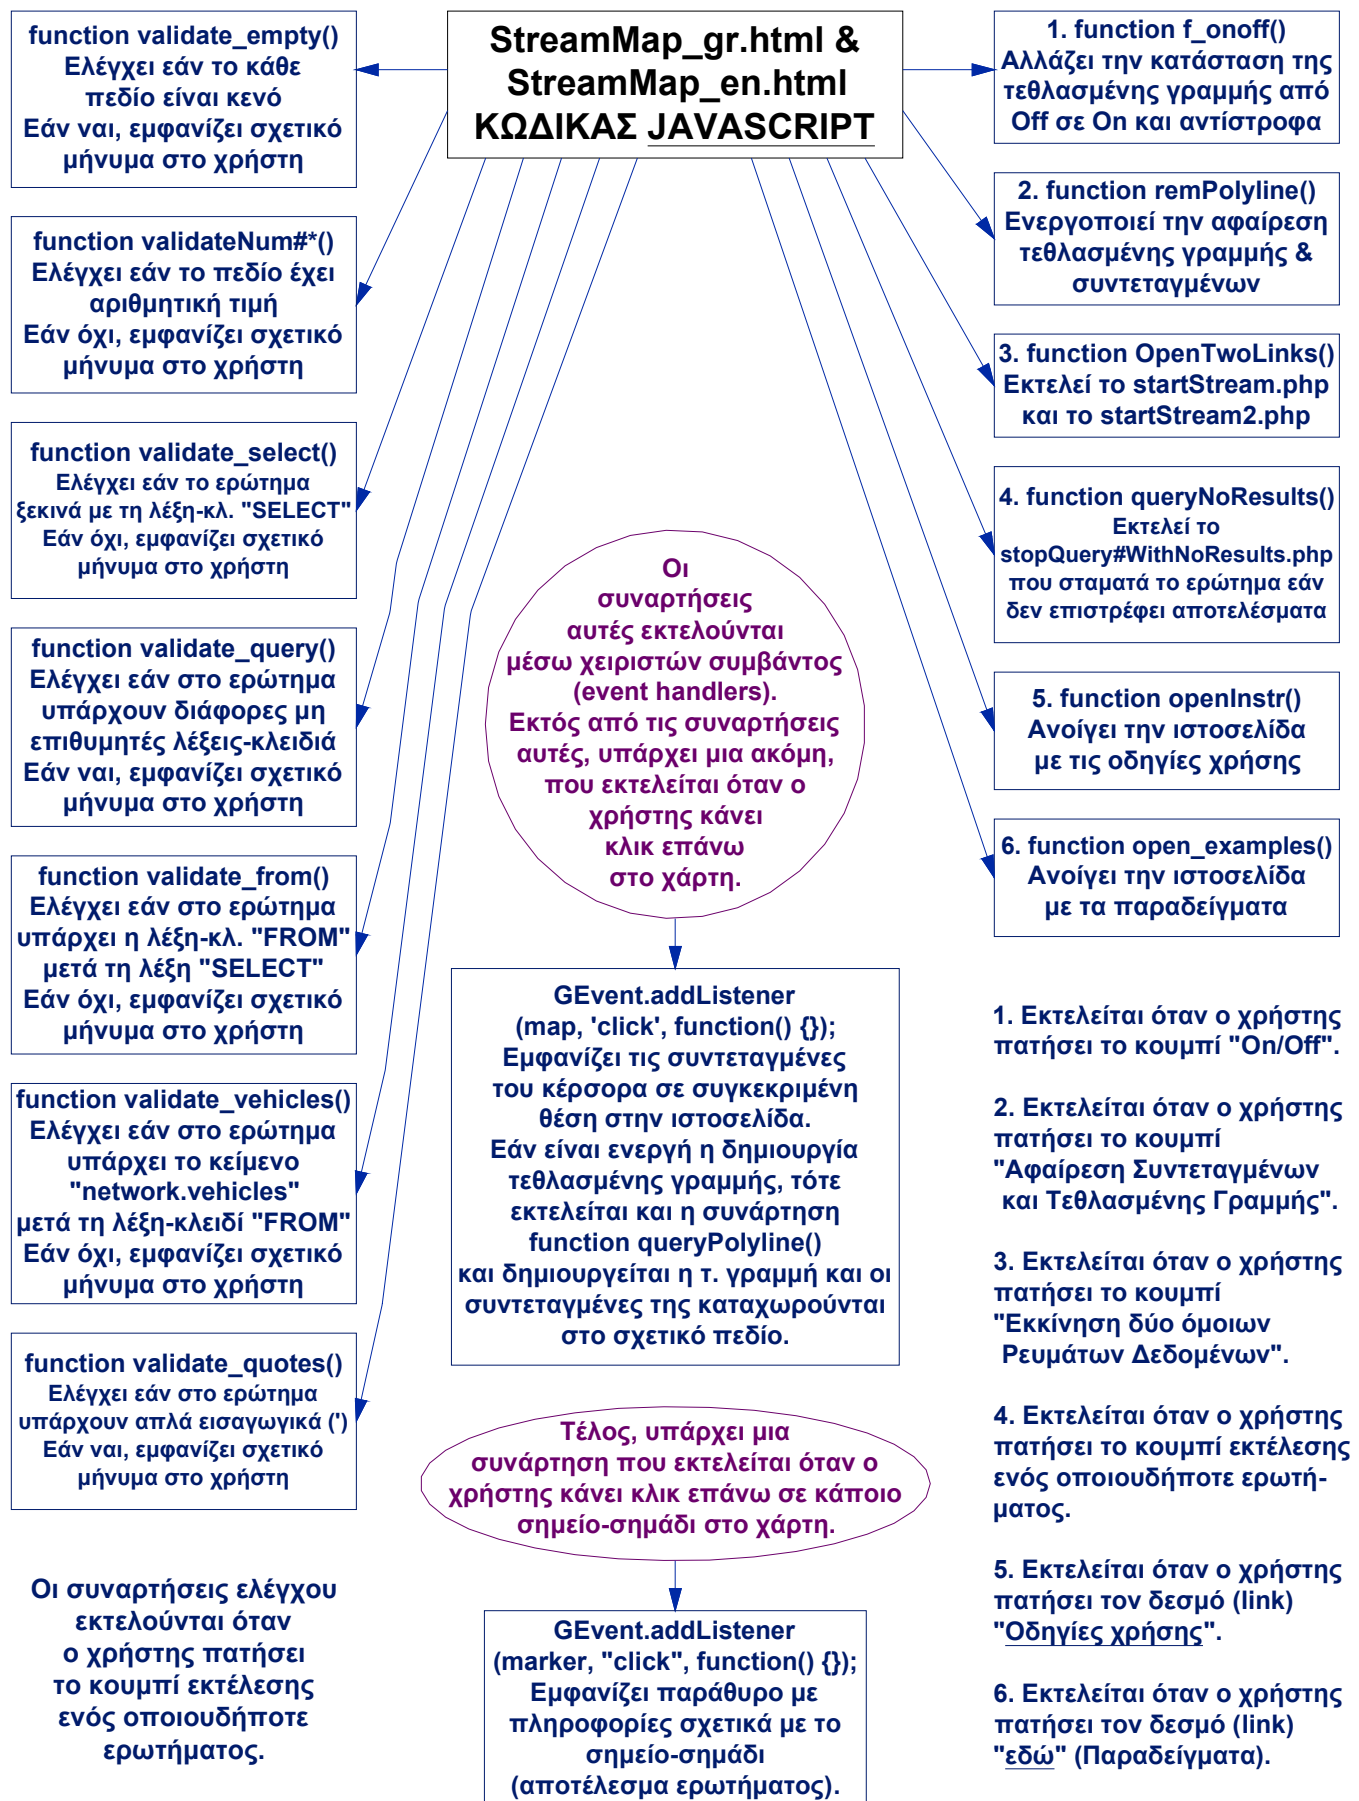 StreamMap_gr.html &
StreamMap_en.html
ΚΩΔΙΚΑΣ JAVASCRIPT
function validate_empty()
Ελέγχει εάν το κάθε
πεδίο είναι κενό
Εάν ναι, εμφανίζει σχετικό
μήνυμα στο χρήστη
function validateNum#*()
Ελέγχει εάν το πεδίο έχει
αριθμητική τιμή
Εάν όχι, εμφανίζει σχετικό
μήνυμα στο χρήστη
function validate_select()
Ελέγχει εάν το ερώτημα
ξεκινά με τη λέξη-κλ. "SELECT"
Εάν όχι, εμφανίζει σχετικό
μήνυμα στο χρήστη
function validate_query()
Ελέγχει εάν στο ερώτημα
υπάρχουν διάφορες μη
επιθυμητές λέξεις-κλειδιά
Εάν ναι, εμφανίζει σχετικό
μήνυμα στο χρήστη
function validate_from()
Ελέγχει εάν στο ερώτημα
υπάρχει η λέξη-κλ. "FROM"
μετά τη λέξη "SELECT"
Εάν όχι, εμφανίζει σχετικό
μήνυμα στο χρήστη
function validate_vehicles()
Ελέγχει εάν στο ερώτημα
υπάρχει το κείμενο
"network.vehicles"
μετά τη λέξη-κλειδί "FROM"
Εάν όχι, εμφανίζει σχετικό
μήνυμα στο χρήστη
function validate_quotes()
Ελέγχει εάν στο ερώτημα
υπάρχουν απλά εισαγωγικά (')
Εάν ναι, εμφανίζει σχετικό
μήνυμα στο χρήστη
Οι συναρτήσεις ελέγχου
εκτελούνται όταν
ο χρήστης πατήσει
το κουμπί εκτέλεσης
ενός οποιουδήποτε
ερωτήματος.
Οι
συναρτήσεις
αυτές εκτελούνται
μέσω χειριστών συμβάντος
(event handlers).
Εκτός από τις συναρτήσεις
αυτές, υπάρχει μια ακόμη,
που εκτελείται όταν ο
χρήστης κάνει
κλικ επάνω
στο χάρτη.
GEvent.addListener
(map, 'click', function() {});
Εμφανίζει τις συντεταγμένες
του κέρσορα σε συγκεκριμένη
θέση στην ιστοσελίδα.
Εάν είναι ενεργή η δημιουργία
τεθλασμένης γραμμής, τότε
εκτελείται και η συνάρτηση
function queryPolyline()
και δημιουργείται η τ. γραμμή και οι
συντεταγμένες της καταχωρούνται
στο σχετικό πεδίο.
Τέλος, υπάρχει μια
συνάρτηση που εκτελείται όταν ο
χρήστης κάνει κλικ επάνω σε κάποιο
σημείο-σημάδι στο χάρτη.
GEvent.addListener
(marker, "click", function() {});
Εμφανίζει παράθυρο με
πληροφορίες σχετικά με το
σημείο-σημάδι
(αποτέλεσμα ερωτήματος).
1. function f_onoff()
Αλλάζει την κατάσταση της
τεθλασμένης γραμμής από
Off σε On και αντίστροφα
2. function remPolyline()
Ενεργοποιεί την αφαίρεση
τεθλασμένης γραμμής &
συντεταγμένων
3. function OpenTwoLinks()
Εκτελεί το startStream.php
και το startStream2.php
4. function queryNoResults()
Εκτελεί το
stopQuery#WithNoResults.php
που σταματά το ερώτημα εάν
δεν επιστρέφει αποτελέσματα
5. function openInstr()
Ανοίγει την ιστοσελίδα
με τις οδηγίες χρήσης
6. function open_examples()
Ανοίγει την ιστοσελίδα
με τα παραδείγματα
1. Εκτελείται όταν ο χρήστης
πατήσει το κουμπί "On/Off".
2. Εκτελείται όταν ο χρήστης
πατήσει το κουμπί
"Αφαίρεση Συντεταγμένων
και Τεθλασμένης Γραμμής".
3. Εκτελείται όταν ο χρήστης
πατήσει το κουμπί
"Εκκίνηση δύο όμοιων
Ρευμάτων Δεδομένων".
4. Εκτελείται όταν ο χρήστης
πατήσει το κουμπί εκτέλεσης
ενός οποιουδήποτε ερωτή-
ματος.
5. Εκτελείται όταν ο χρήστης
πατήσει τον δεσμό (link)
"Οδηγίες χρήσης".
6. Εκτελείται όταν ο χρήστης
πατήσει τον δεσμό (link)
"εδώ" (Παραδείγματα).